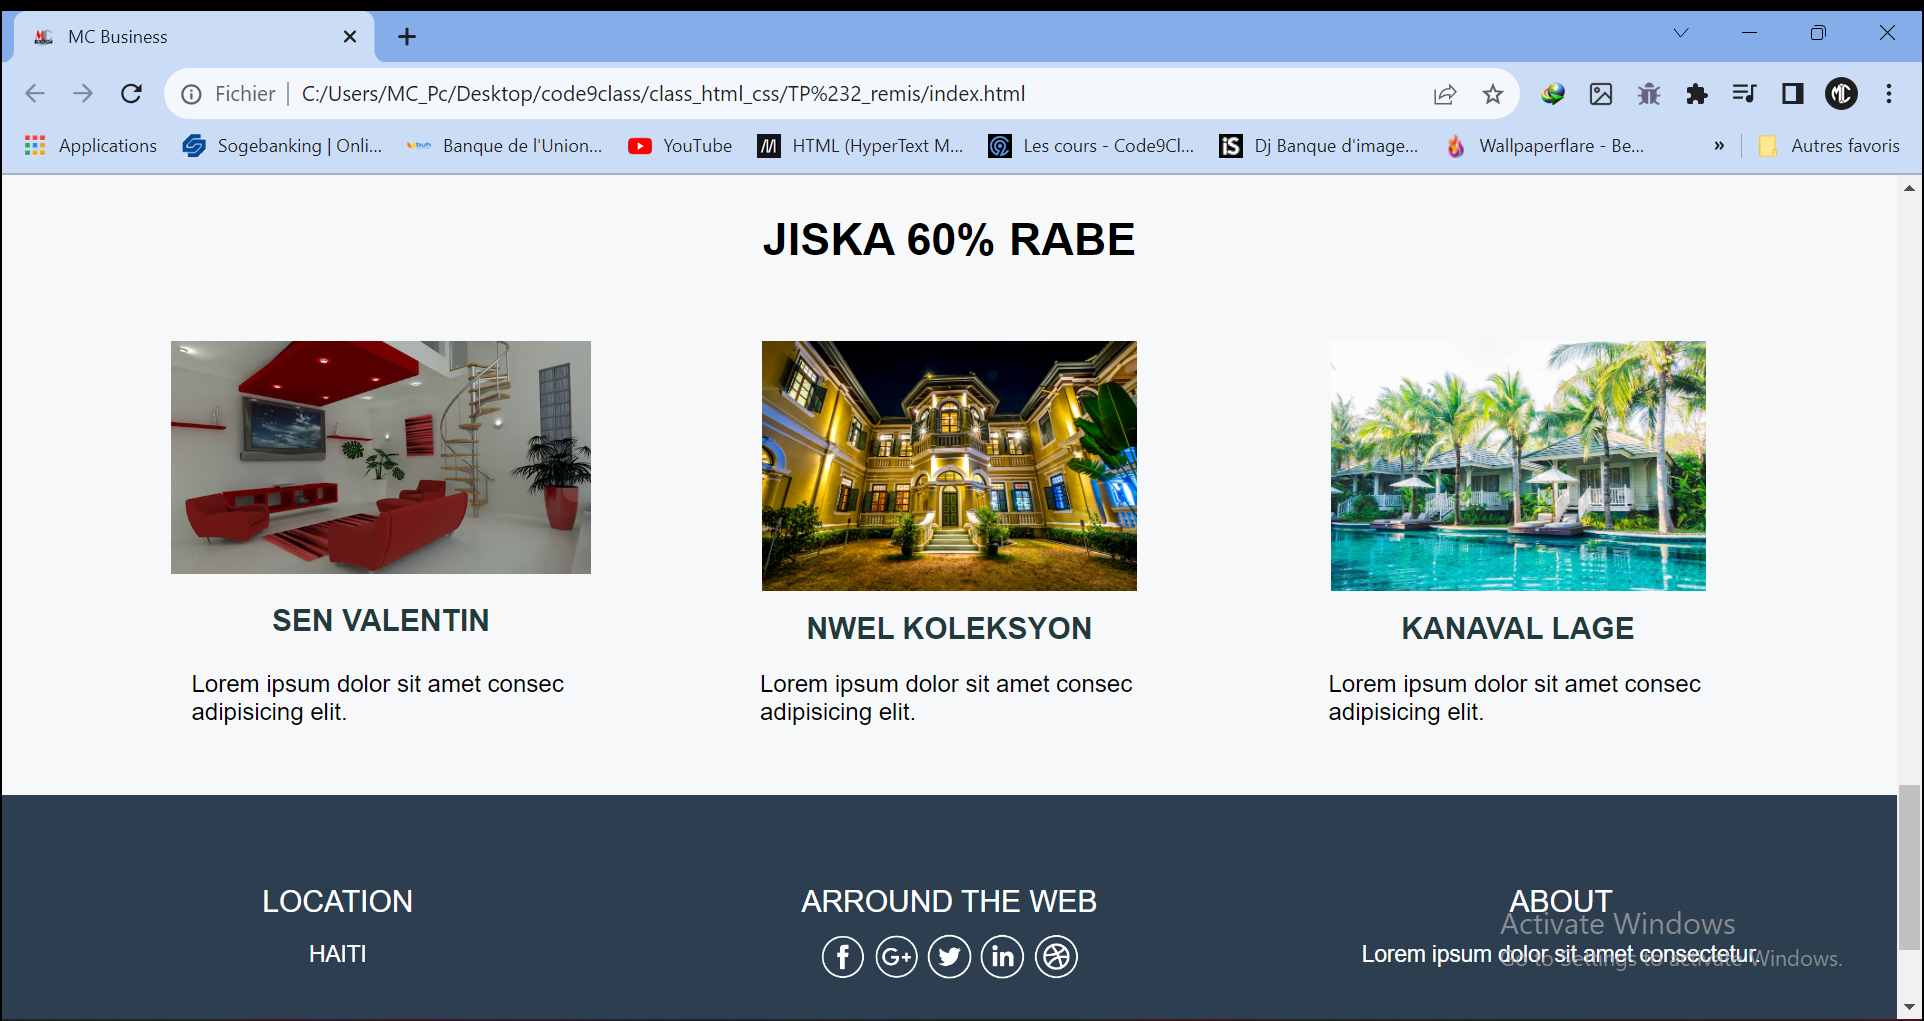 MC Business
Fichier
C:/Users/MC_Pc/Desktop/code9class/class_html_css/TP%232_remis/index.html
MC
Applications
Sogebanking | Onli...
Banque de l'Union...
YouTube
HTML (HyperText M...
Les cours - Code9Cl...
Dj Banque d'image...
Wallpaperflare - Be...
»
Autres favoris
JISKA 60% RABE
SEN VALENTIN
NWEL KOLEKSYON
KANAVAL LAGE
Lorem ipsum dolor sit amet consec
adipisicing elit.
Lorem ipsum dolor sit amet consec
adipisicing elit.
Lorem ipsum dolor sit amet consec
adipisicing elit.
LOCATION
HAITI
ARROUND THE WEB
ABOUT
Lorem ipsum dolor sit amet consectetur.
Activate Windows
Go to Settings to activate Windows.